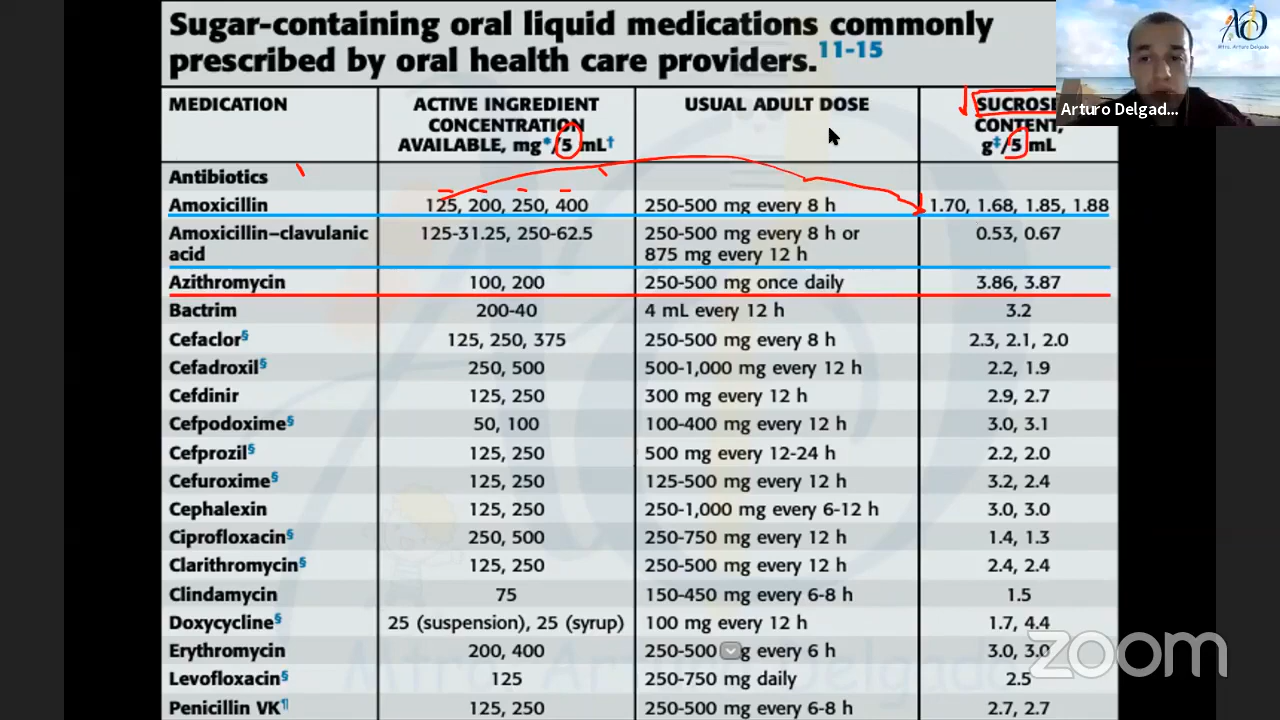 Sugar-containing oral liquid medications commonly
prescribed by oral health care providers.11-15
Mtro. Arturo Delgado
Arturo Delgad...
MEDICATION
ACTIVE INGREDIENT
CONCENTRATION
AVAILABLE, mg*/5 mL†
USUAL ADULT DOSE
SUCROSE
CONTENT,
g‡/5 mL
Antibiotics
Amoxicillin 125, 200, 250, 400 250-500 mg every 8 h 1.70, 1.68, 1.85, 1.88
Amoxicillin–clavulanic 125-31.25, 250-62.5 250-500 mg every 8 h or 0.53, 0.67
acid 875 mg every 12 h
Azithromycin 100, 200 250-500 mg once daily 3.86, 3.87
Bactrim 200-40 4 mL every 12 h 3.2
Cefaclor§ 125, 250, 375 250-500 mg every 8 h 2.3, 2.1, 2.0
Cefadroxil§ 250, 500 500-1,000 mg every 12 h 2.2, 1.9
Cefdinir 125, 250 300 mg every 12 h 2.9, 2.7
Cefpodoxime§ 50, 100 100-400 mg every 12 h 3.0, 3.1
Cefprozil§ 125, 250 500 mg every 12-24 h 2.2, 2.0
Cefuroxime§ 125, 250 125-500 mg every 12 h 3.2, 2.4
Cephalexin 125, 250 250-1,000 mg every 6-12 h 3.0, 3.0
Ciprofloxacin§ 250, 500 250-750 mg every 12 h 1.4, 1.3
Clarithromycin§ 125, 250 250-500 mg every 12 h 2.4, 2.4
Clindamycin 75 150-450 mg every 6-8 h 1.5
Doxycycline§ 25 (suspension), 25 (syrup) 100 mg every 12 h 1.7, 4.4
Erythromycin 200, 400 250-500 g every 6 h 3.0, 3.0
Levofloxacin§ 125 250-750 mg daily 2.5
Penicillin VK¶ 125, 250 250-500 mg every 6-8 h 2.7, 2.7
zoom
Mtro. Arturo Delgado